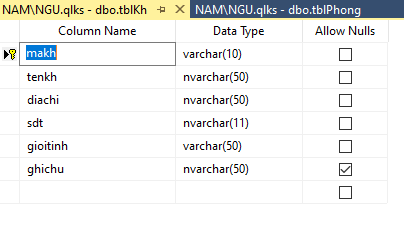 NAM\NGU.qlks - dbo.tblKh NAM\NGU.qlks - dbo.tblPhong
Column Name Data Type Allow Nulls
makh varchar(10)
tenkh nvarchar(50)
diachi nvarchar(50)
sdt nvarchar(11)
gioitinh varchar(50)
ghichu nvarchar(50)